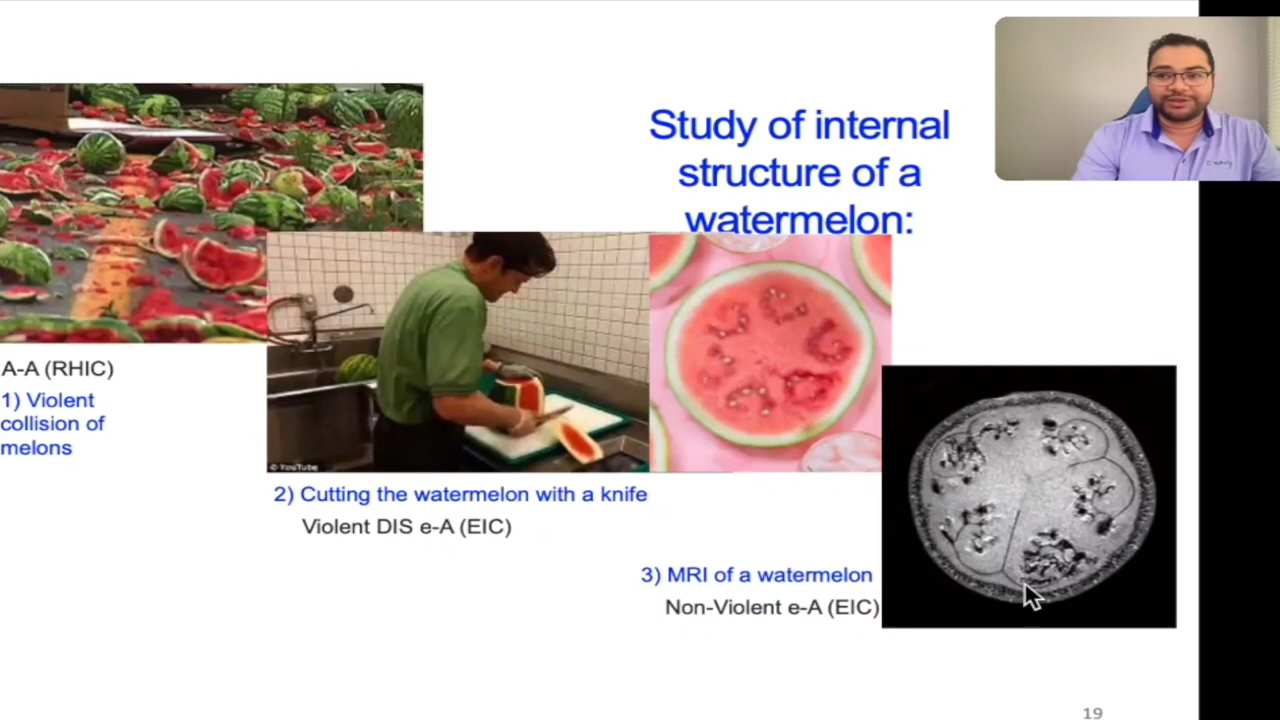 Study of internal
structure of a
watermelon:
A-A (RHIC)
1) Violent
collision of
melons
© YouTube
2) Cutting the watermelon with a knife
Violent DIS e-A (EIC)
3) MRI of a watermelon
Non-Violent e-A (EIC)
19